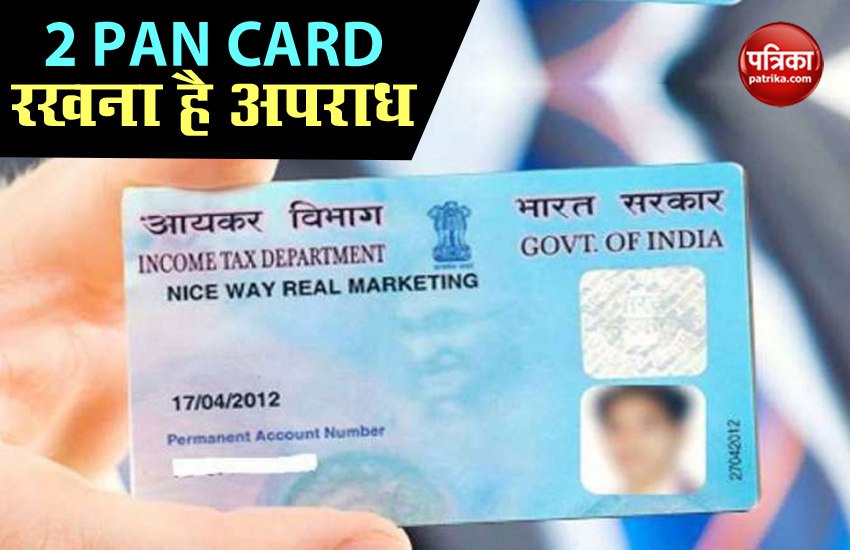 2 PAN CARD
रखना है अपराध
पत्रिका
patrika.com
आयकर विभाग
INCOME TAX DEPARTMENT
भारत सरकार
GOVT. OF INDIA
NICE WAY REAL MARKETING
17/04/2012
Permanent Account Number
27042012